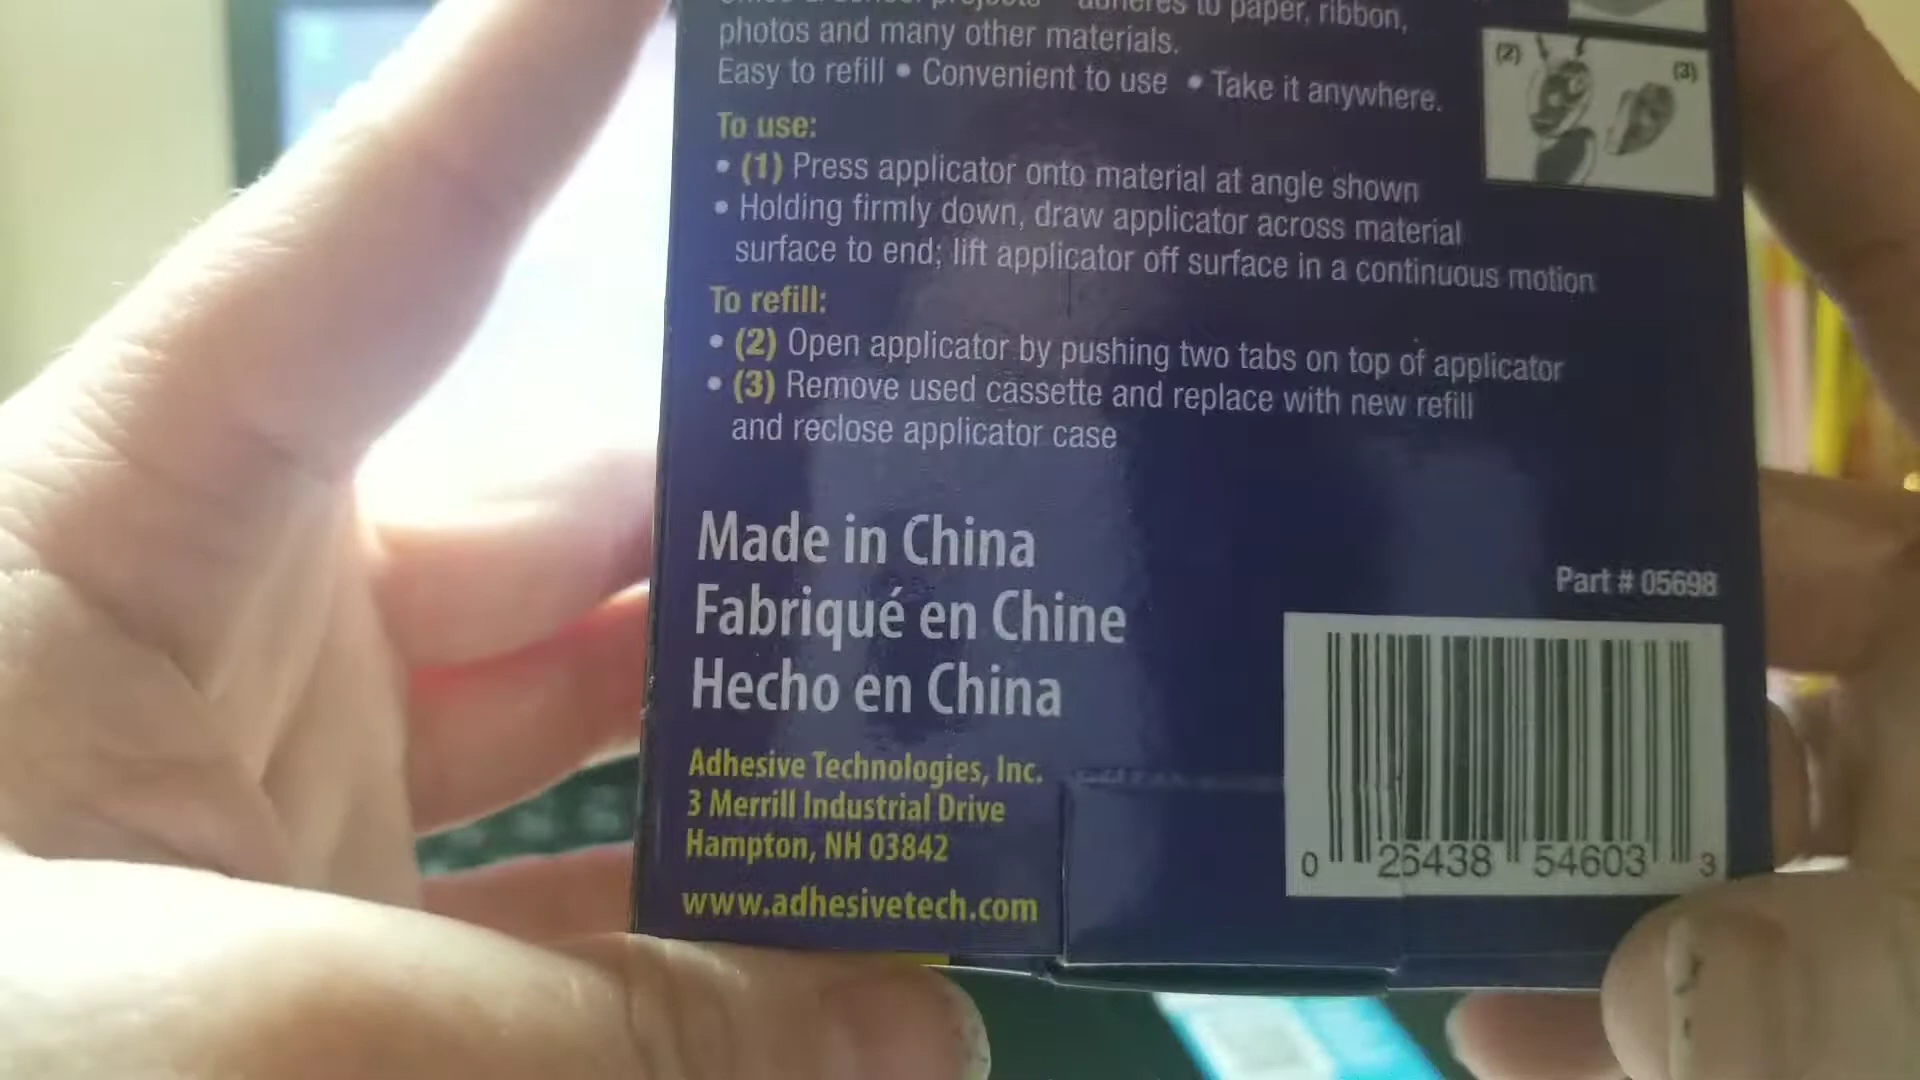 adheres to paper, ribbon,
photos and many other materials.
Easy to refill • Convenient to use • Take it anywhere.
To use:
• (1) Press applicator onto material at angle shown
• Holding firmly down, draw applicator across material
surface to end; lift applicator off surface in a continuous motion
To refill:
• (2) Open applicator by pushing two tabs on top of applicator
• (3) Remove used cassette and replace with new refill
and reclose applicator case
(2)
(3)
Made in China
Fabriqué en Chine
Hecho en China
Adhesive Technologies, Inc.
3 Merrill Industrial Drive
Hampton, NH 03842
www.adhesivetech.com
Part # 05698
0 26438 54603 3